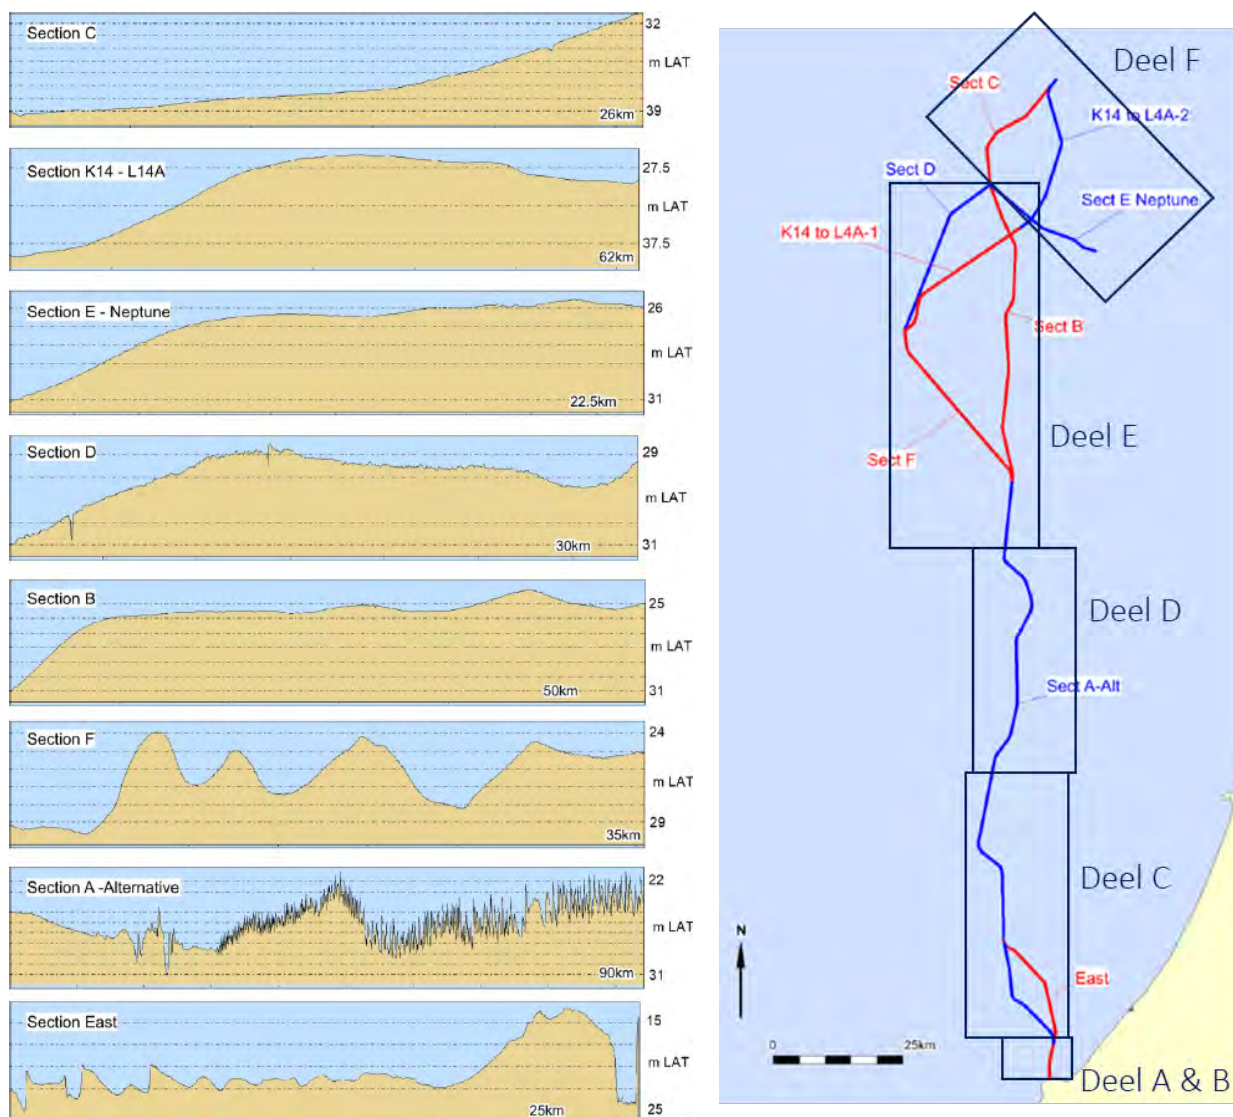 Section C
32
m LAT
39
26km
Section K14 - L14A
27.5
m LAT
37.5
62km
Section E - Neptune
26
m LAT
31
22.5km
Section D
29
m LAT
31
30km
Section B
25
m LAT
31
50km
Section F
24
m LAT
29
35km
Section A -Alternative
22
m LAT
31
90km
Section East
15
m LAT
25
25km
Deel F
Sect C
K14 to L4A-2
Sect D
Sect E Neptune
K14 to L4A-1
Sect B
Deel E
Sect F
Deel D
Sect A-Alt
Deel C
N
East
0
25km
Deel A & B